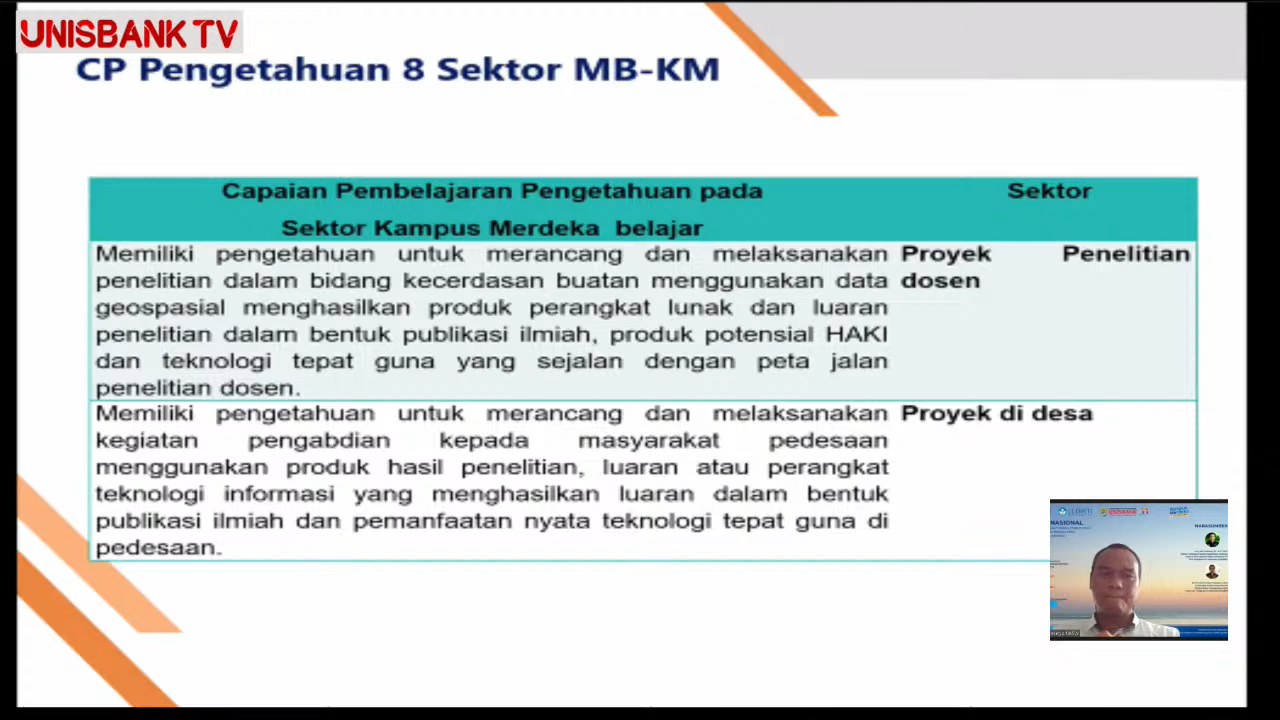 UNISBANK TV
CP Pengetahuan 8 Sektor MB-KM
Capaian Pembelajaran Pengetahuan pada
Sektor Kampus Merdeka belajar
Sektor
Memiliki pengetahuan untuk merancang dan melaksanakan
penelitian dalam bidang kecerdasan buatan menggunakan data
geospasial menghasilkan produk perangkat lunak dan luaran
penelitian dalam bentuk publikasi ilmiah, produk potensial HAKI
dan teknologi tepat guna yang sejalan dengan peta jalan
penelitian dosen.
Proyek Penelitian
dosen
Memiliki pengetahuan untuk merancang dan melaksanakan
kegiatan pengabdian kepada masyarakat pedesaan
menggunakan produk hasil penelitian, luaran atau perangkat
teknologi informasi yang menghasilkan luaran dalam bentuk
publikasi ilmiah dan pemanfaatan nyata teknologi tepat guna di
pedesaan.
Proyek di desa
UNISBANK
NASIONAL